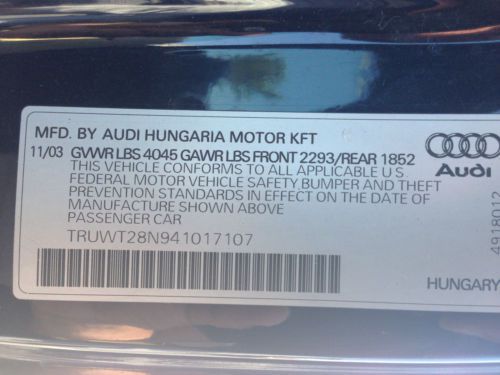 MFD. BY AUDI HUNGARIA MOTOR KFT
11/03 GVWR LBS 4045 GAWR LBS FRONT 2293/REAR 1852
THIS VEHICLE CONFORMS TO ALL APPLICABLE U S
FEDERAL MOTOR VEHICLE SAFETY BUMPER AND THEFT
PREVENTION STANDARDS IN EFFECT ON THE DATE OF
MANUFACTURE SHOWN ABOVE
PASSENGER CAR
TRUWT28N941017107
Audi
4918012
HUNGARY